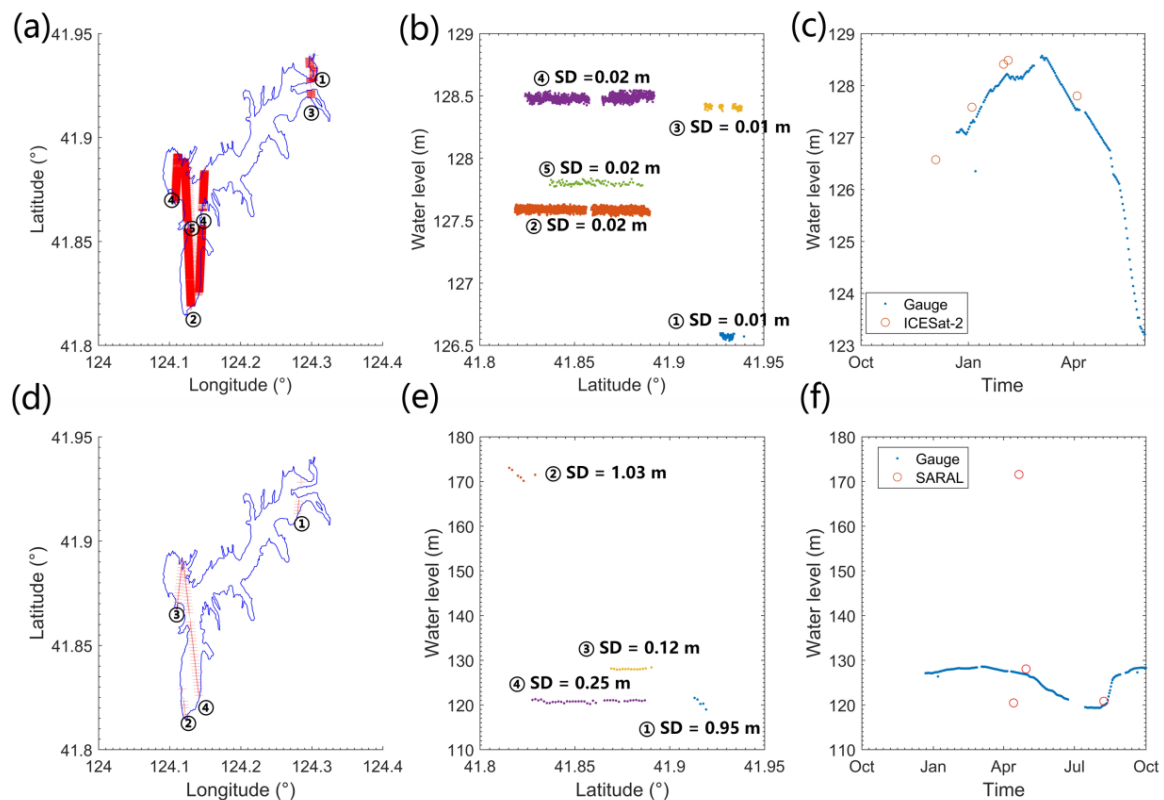 (a)
41.95
41.9
41.85
41.8
Latitude (°)
124
124.1
124.2
124.3
124.4
Longitude (°)
①
③
④
④
⑤
②
(b)
129
128.5
128
127.5
127
126.5
Water level (m)
④ SD =0.02 m
③ SD = 0.01 m
⑤ SD = 0.02 m
② SD = 0.02 m
① SD = 0.01 m
41.8
41.85
41.9
41.95
Latitude (°)
(c)
129
128
127
126
125
124
123
Water level (m)
Gauge
ICESat-2
Oct
Jan
Apr
Time
(d)
41.95
41.9
41.85
41.8
Latitude (°)
①
③
④
②
124
124.1
124.2
124.3
124.4
Longitude (°)
(e)
180
170
160
150
140
130
120
110
Water level (m)
② SD = 1.03 m
③ SD = 0.12 m
④ SD = 0.25 m
① SD = 0.95 m
41.8
41.85
41.9
41.95
Latitude (°)
(f)
180
170
160
150
140
130
120
110
Water level (m)
Gauge
SARAL
Oct
Jan
Apr
Jul
Oct
Time